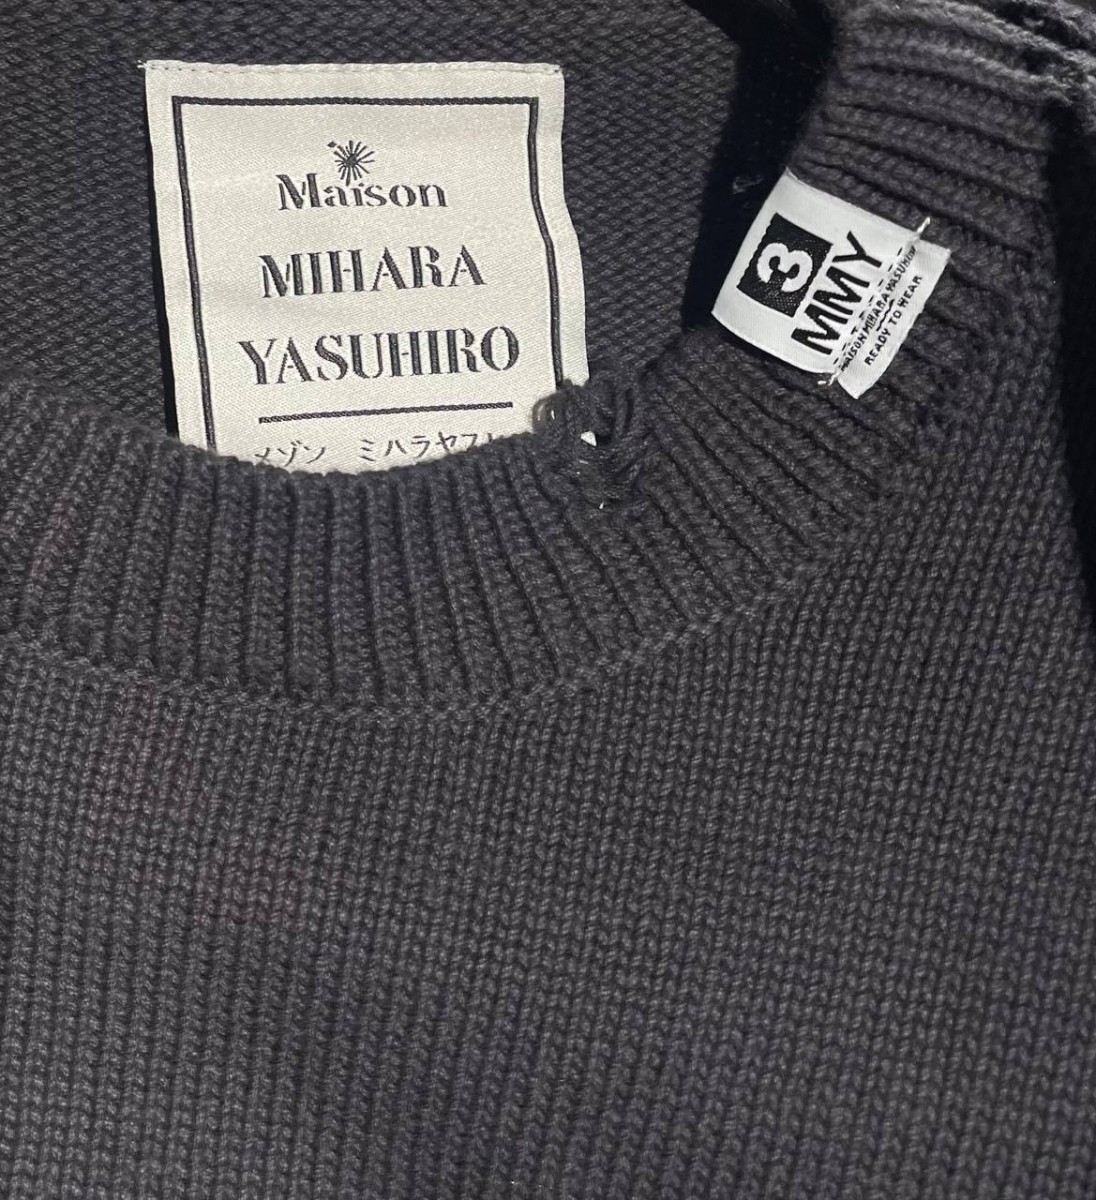 Maison
MIHARA
YASUHIRO
メゾン ミハラヤス
3
MMY
MAISON MIHARA YASUHIRO
READY TO WEAR